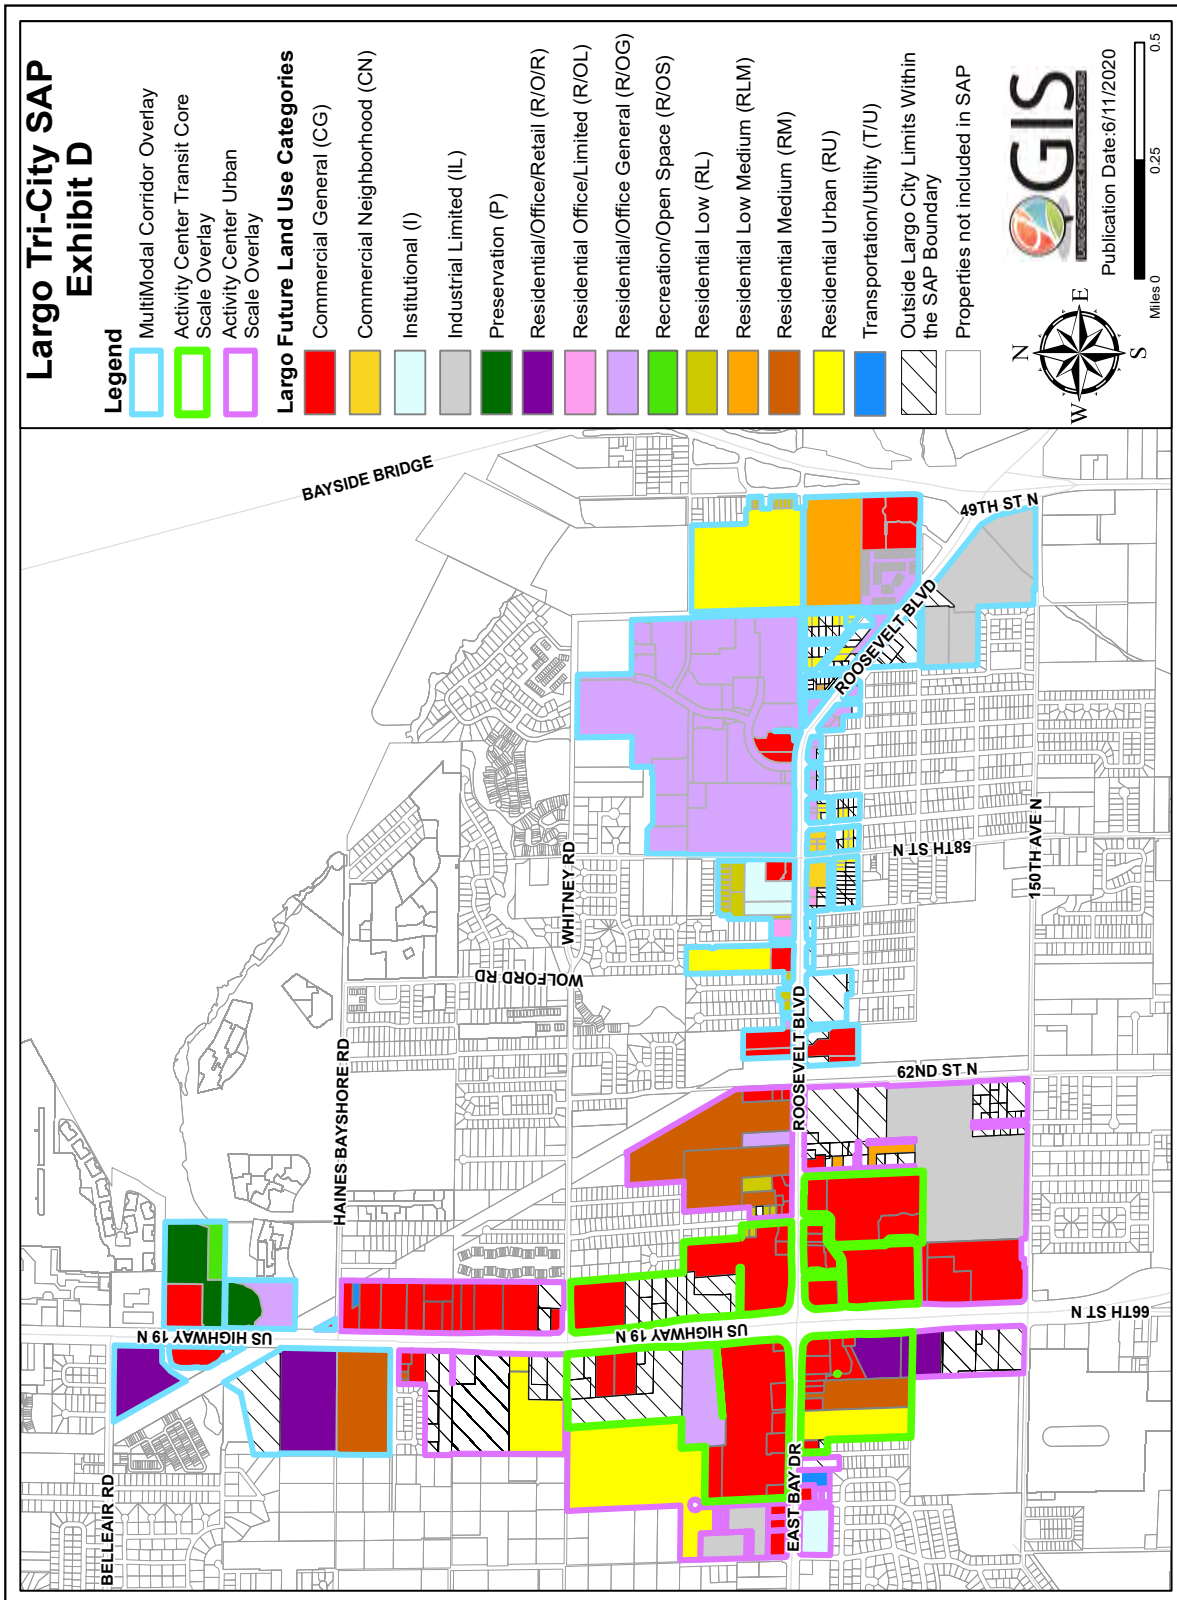 Largo Tri-City SAP
Exhibit D
Legend
MultiModal Corridor Overlay
Activity Center Transit Core
Scale Overlay
Activity Center Urban
Scale Overlay
Largo Future Land Use Categories
Commercial General (CG)
Commercial Neighborhood (CN)
Institutional (I)
Industrial Limited (IL)
Preservation (P)
Residential/Office/Retail (R/O/R)
Residential Office/Limited (R/OL)
Residential/Office General (R/OG)
Recreation/Open Space (R/OS)
Residential Low (RL)
Residential Low Medium (RLM)
Residential Medium (RM)
Residential Urban (RU)
Transportation/Utility (T/U)
Outside Largo City Limits Within
the SAP Boundary
Properties not included in SAP
N
W
E
S
GIS
LARGO GEOGRAPHIC INFORMATION SYSTEMS
Publication Date:6/11/2020
Miles
0
0.25
0.5
BAYSIDE BRIDGE
49TH ST N
ROOSEVELT BLVD
58TH ST N
150TH AVE N
WHITNEY RD
WOLFORD RD
ROOSEVELT BLVD
62ND ST N
HAINES BAYSHORE RD
US HIGHWAY 19 N
US HIGHWAY 19 N
66TH ST N
BELLEAIR RD
EAST BAY DR